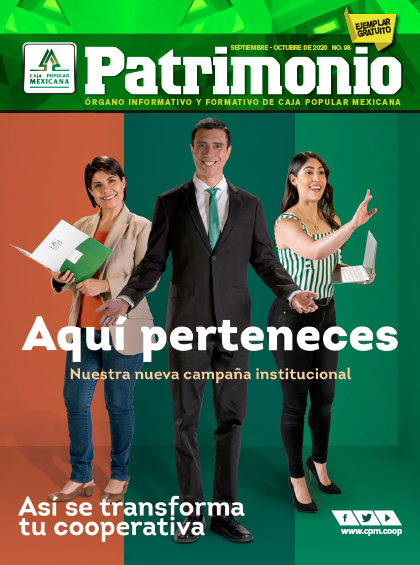 EJEMPLAR
GRATUITO
SEPTIEMBRE - OCTUBRE DE 2020 NO. 98
CAJA POPULAR
MEXICANA
Patrimonio
ÓRGANO INFORMATIVO Y FORMATIVO DE CAJA POPULAR MEXICANA
Aquí perteneces
Nuestra nueva campaña institucional
Así se transforma
tu cooperativa
www.cpm.coop